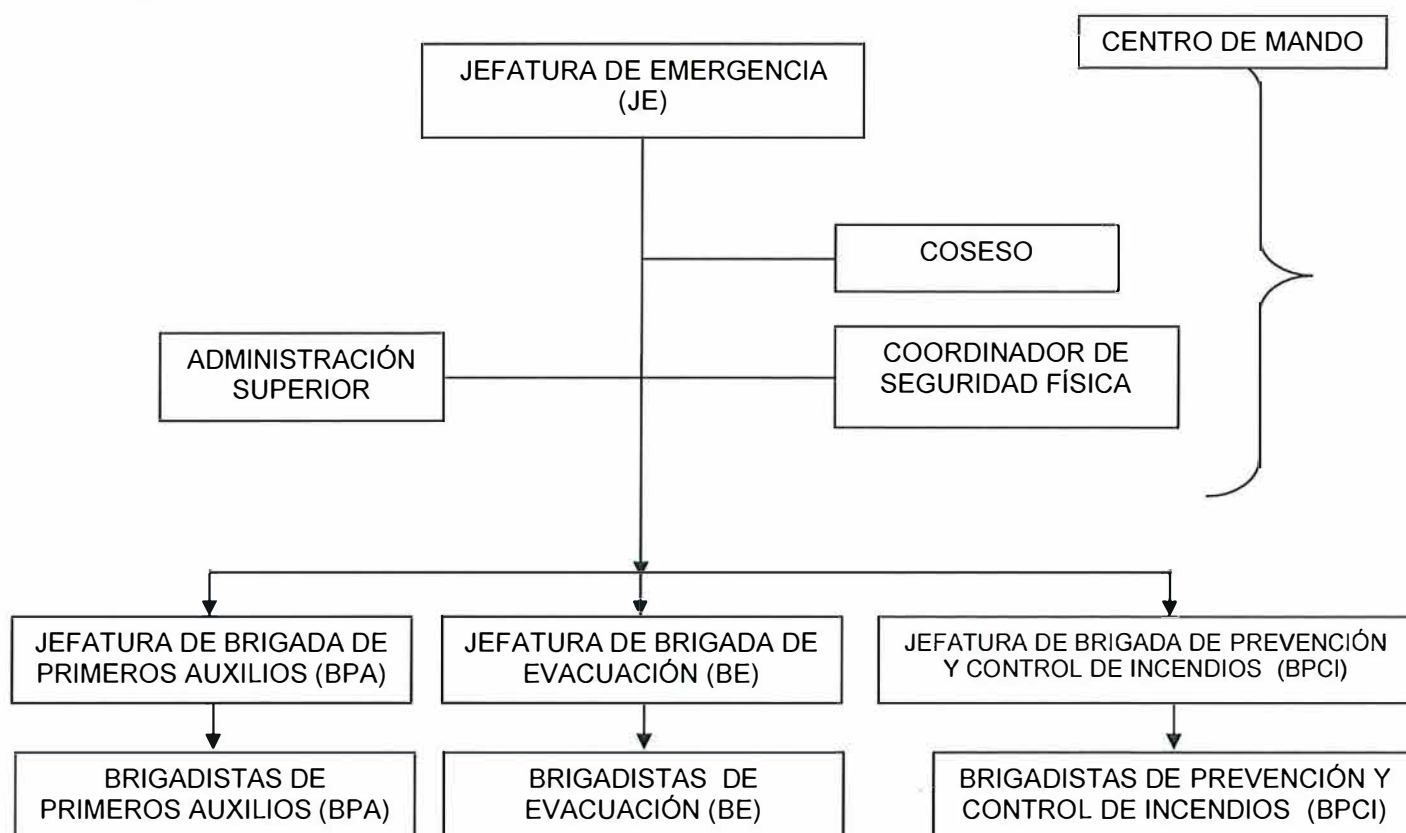 CENTRO DE MANDO
JEFATURA DE EMERGENCIA
(JE)
COSESO
ADMINISTRACIÓN
SUPERIOR
COORDINADOR DE
SEGURIDAD FÍSICA
JEFATURA DE BRIGADA DE
PRIMEROS AUXILIOS (BPA)
JEFATURA DE BRIGADA DE
EVACUACIÓN (BE)
JEFATURA DE BRIGADA DE PREVENCIÓN
Y CONTROL DE INCENDIOS (BPCI)
BRIGADISTAS DE
PRIMEROS AUXILIOS (BPA)
BRIGADISTAS DE
EVACUACIÓN (BE)
BRIGADISTAS DE PREVENCIÓN Y
CONTROL DE INCENDIOS (BPCI)